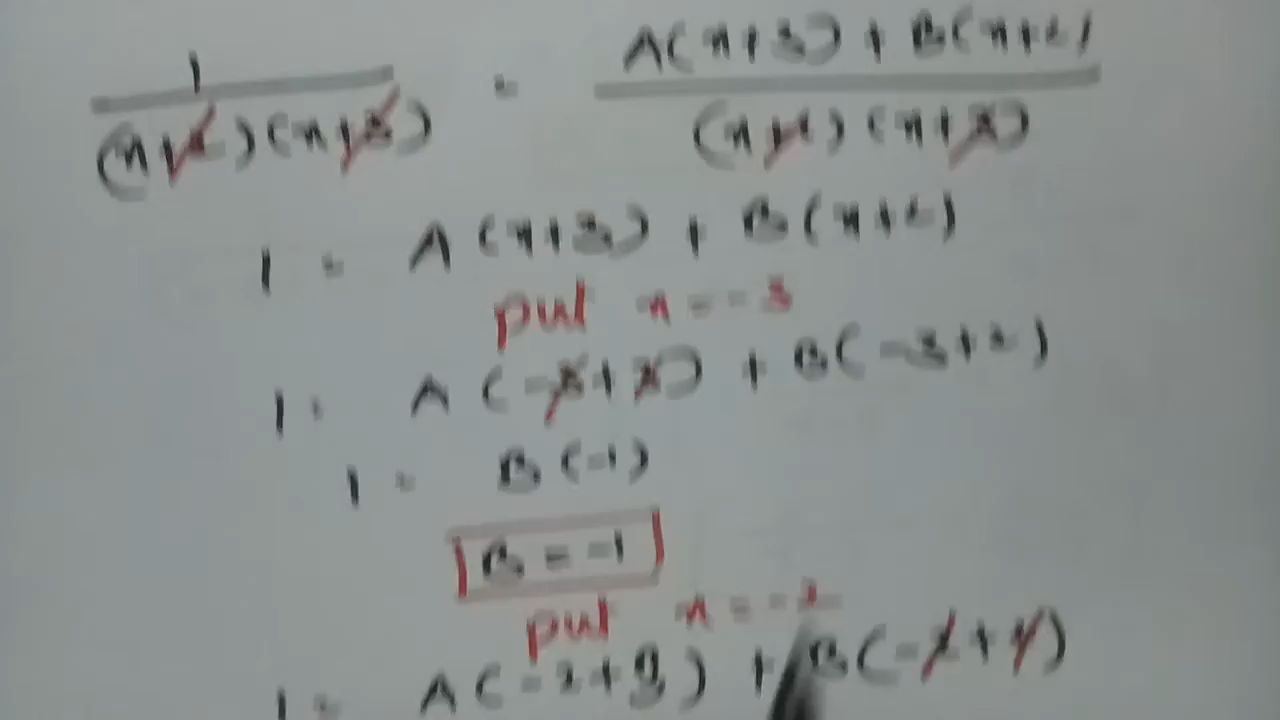 1 / (x+2)(x+3) = A(x+3) + B(x+2) / (x+2)(x+3)
1 = A(x+3) + B(x+2)
put x = -3
1 = A(-3+3) + B(-3+2)
1 = B(-1)
B = -1
put x = -2
1 = A(-2+3) + B(-2+2)